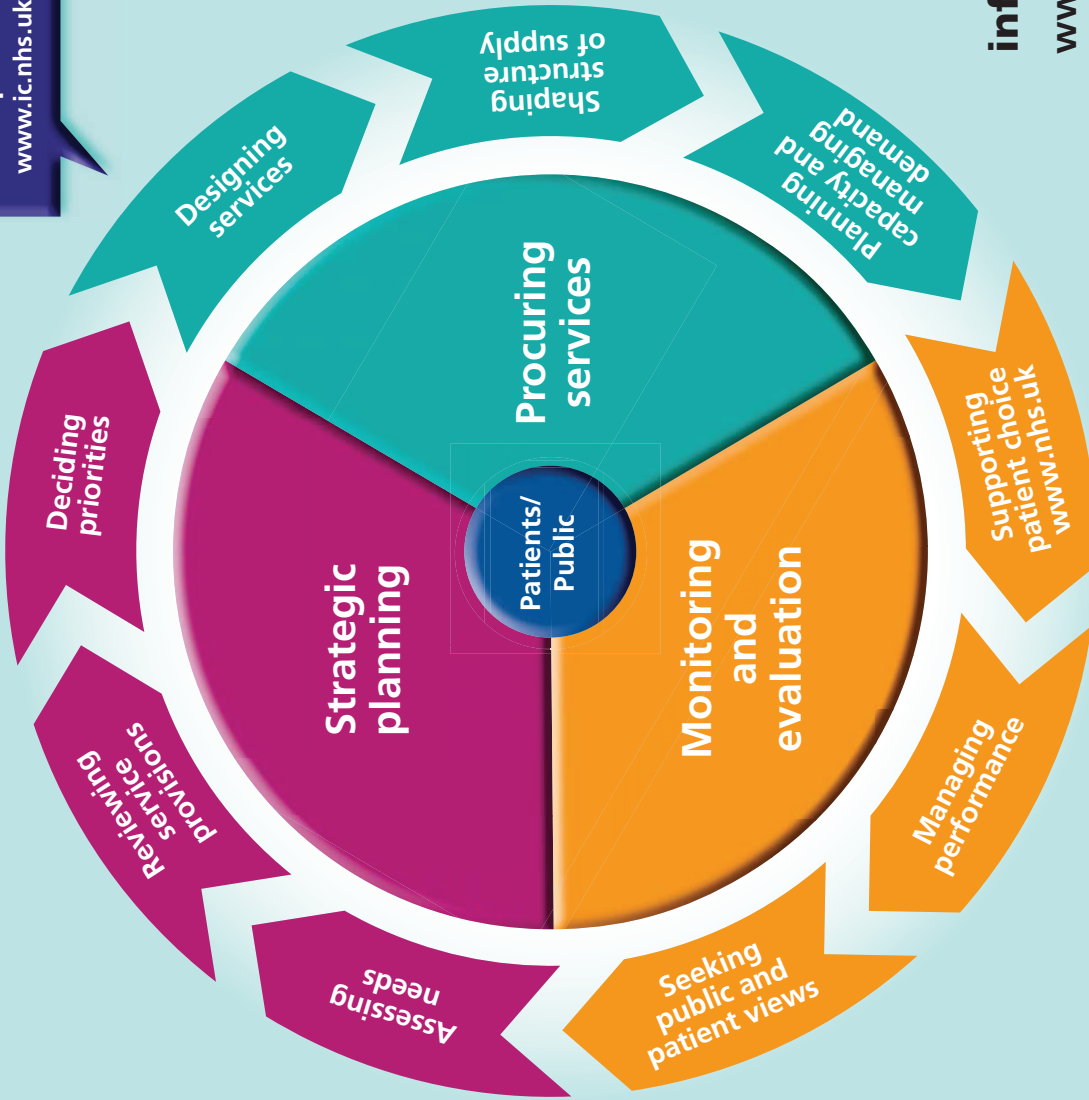 www.ic.nhs.uk
Designing
services
Shaping
structure
of supply
Planning
capacity and
managing
demand
Supporting
patient choice
www.nhs.uk
Managing
performance
Seeking
public and
patient views
Assessing
needs
Reviewing
service
provisions
Deciding
priorities
Procuring
services
Strategic
planning
Monitoring
and
evaluation
Patients/
Public